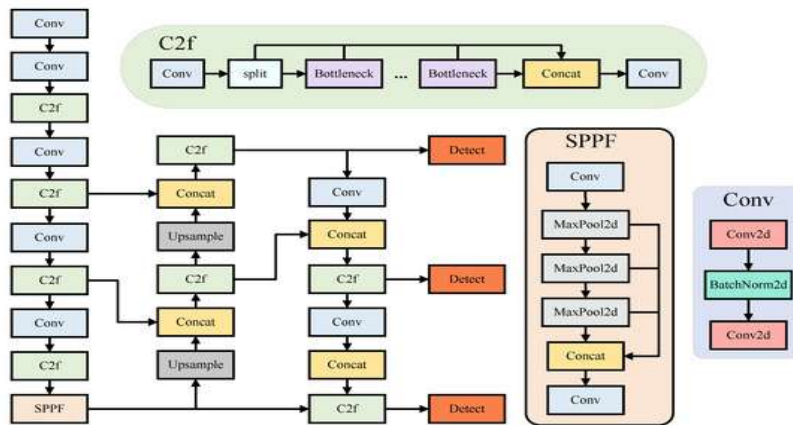 Conv
Conv
C2f
Conv
C2f
Conv
C2f
Conv
C2f
SPPF
C2f
Conv
split
Bottleneck
...
Bottleneck
Concat
Conv
C2f
Concat
Upsample
C2f
Concat
Upsample
Conv
Concat
C2f
Conv
Concat
C2f
Detect
Detect
Detect
SPPF
Conv
MaxPool2d
MaxPool2d
MaxPool2d
Concat
Conv
Conv
Conv2d
BatchNorm2d
Conv2d